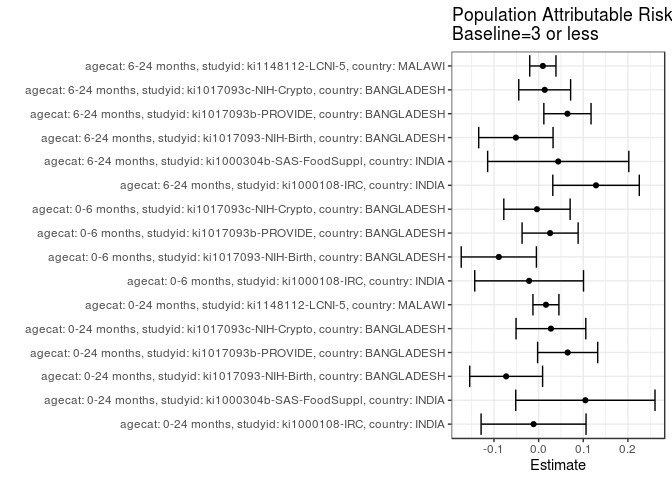 Population Attributable Risk
Baseline=3 or less
agecat: 6-24 months, studyid: ki1148112-LCNI-5, country: MALAWI
agecat: 6-24 months, studyid: ki1017093c-NIH-Crypto, country: BANGLADESH
agecat: 6-24 months, studyid: ki1017093b-PROVIDE, country: BANGLADESH
agecat: 6-24 months, studyid: ki1017093-NIH-Birth, country: BANGLADESH
agecat: 6-24 months, studyid: ki1000304b-SAS-FoodSuppl, country: INDIA
agecat: 6-24 months, studyid: ki1000108-IRC, country: INDIA
agecat: 0-6 months, studyid: ki1017093c-NIH-Crypto, country: BANGLADESH
agecat: 0-6 months, studyid: ki1017093b-PROVIDE, country: BANGLADESH
agecat: 0-6 months, studyid: ki1017093-NIH-Birth, country: BANGLADESH
agecat: 0-6 months, studyid: ki1000108-IRC, country: INDIA
agecat: 0-24 months, studyid: ki1148112-LCNI-5, country: MALAWI
agecat: 0-24 months, studyid: ki1017093c-NIH-Crypto, country: BANGLADESH
agecat: 0-24 months, studyid: ki1017093b-PROVIDE, country: BANGLADESH
agecat: 0-24 months, studyid: ki1017093-NIH-Birth, country: BANGLADESH
agecat: 0-24 months, studyid: ki1000304b-SAS-FoodSuppl, country: INDIA
agecat: 0-24 months, studyid: ki1000108-IRC, country: INDIA
-0.1 0.0 0.1 0.2
Estimate